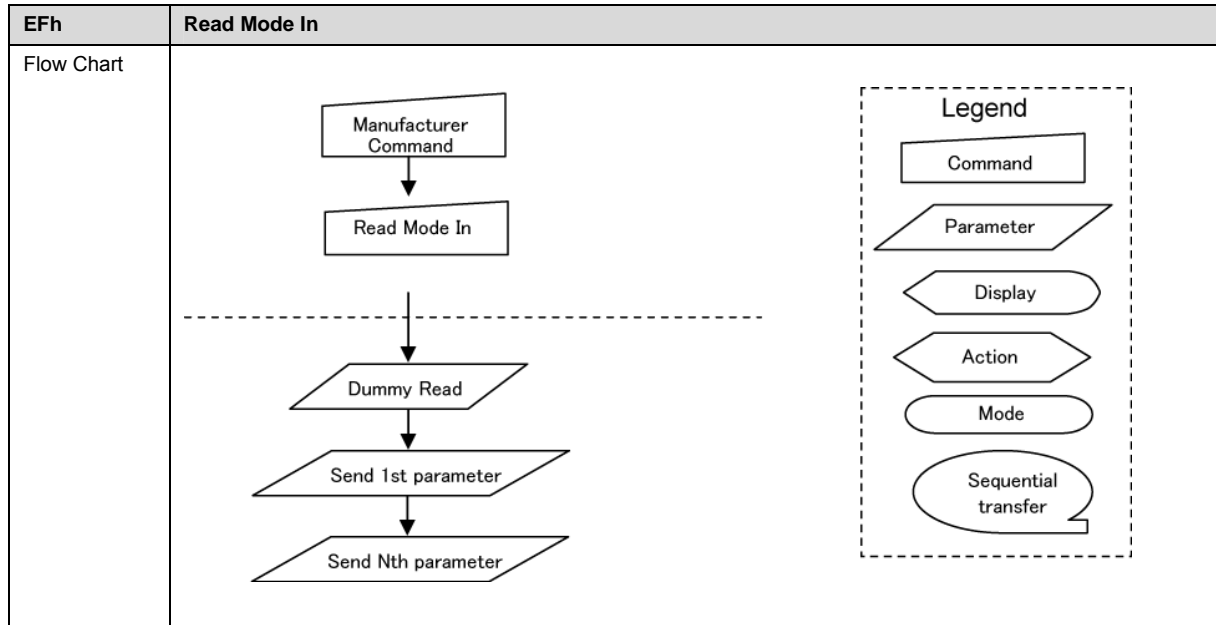 EFh
Read Mode In
Flow Chart
Manufacturer
Command
Read Mode In
Dummy Read
Send 1st parameter
Send Nth parameter
Legend
Command
Parameter
Display
Action
Mode
Sequential
transfer